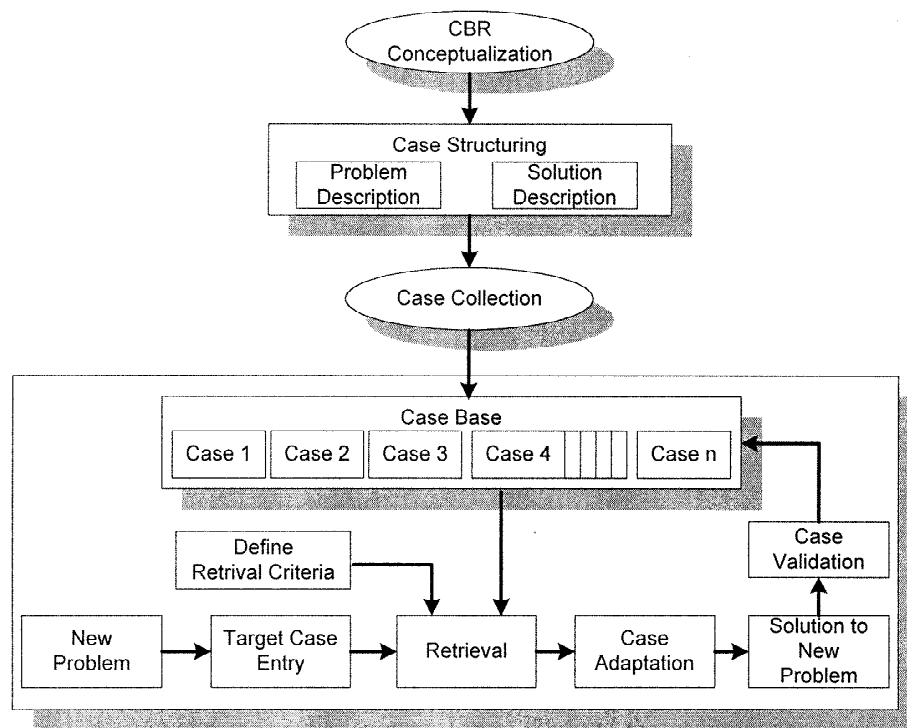 CBR
Conceptualization
Case Structuring
Problem
Description
Solution
Description
Case Collection
Case Base
Case 1
Case 2
Case 3
Case 4
Case n
Define
Retrival Criteria
Case
Validation
New
Problem
Target Case
Entry
Retrieval
Case
Adaptation
Solution to
New
Problem